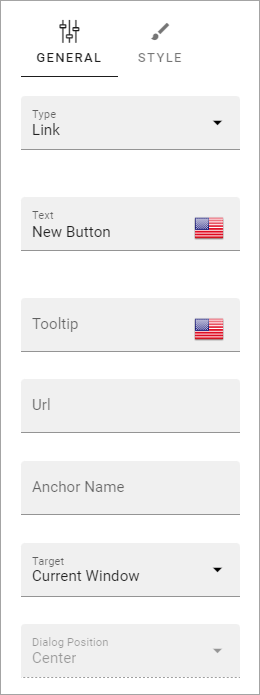 GENERAL STYLE
Type
Link
Text
New Button
Tooltip
Url
Anchor Name
Target
Current Window
Dialog Position
Center